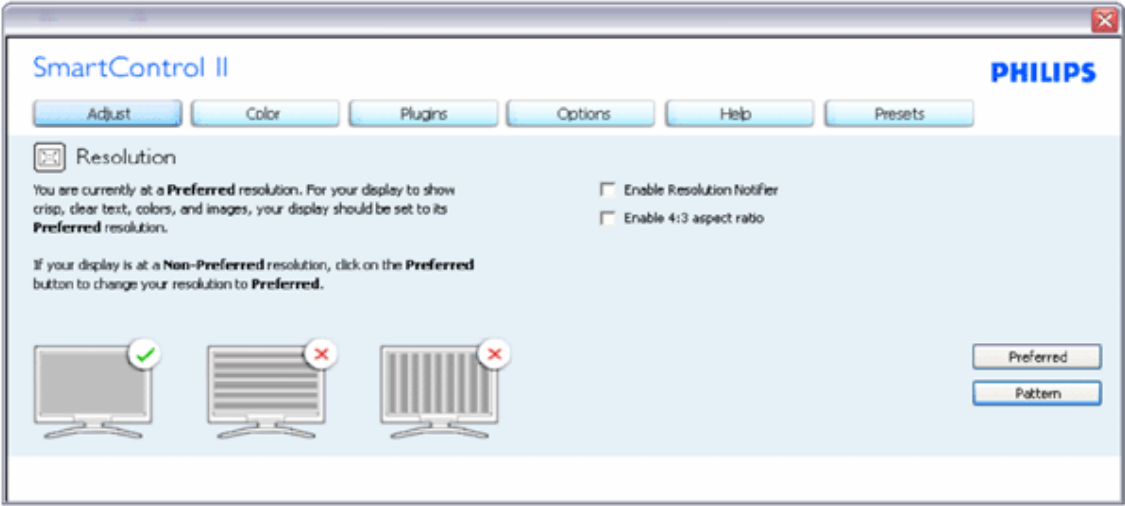 SmartControl II
PHILIPS
Adjust
Color
Plugins
Options
Help
Presets
Resolution
You are currently at a Preferred resolution. For your display to show
crisp, clear text, colors, and images, your display should be set to its
Preferred resolution.
If your display is at a Non-Preferred resolution, click on the Preferred
button to change your resolution to Preferred.
Enable Resolution Notifier
Enable 4:3 aspect ratio
Preferred
Pattern